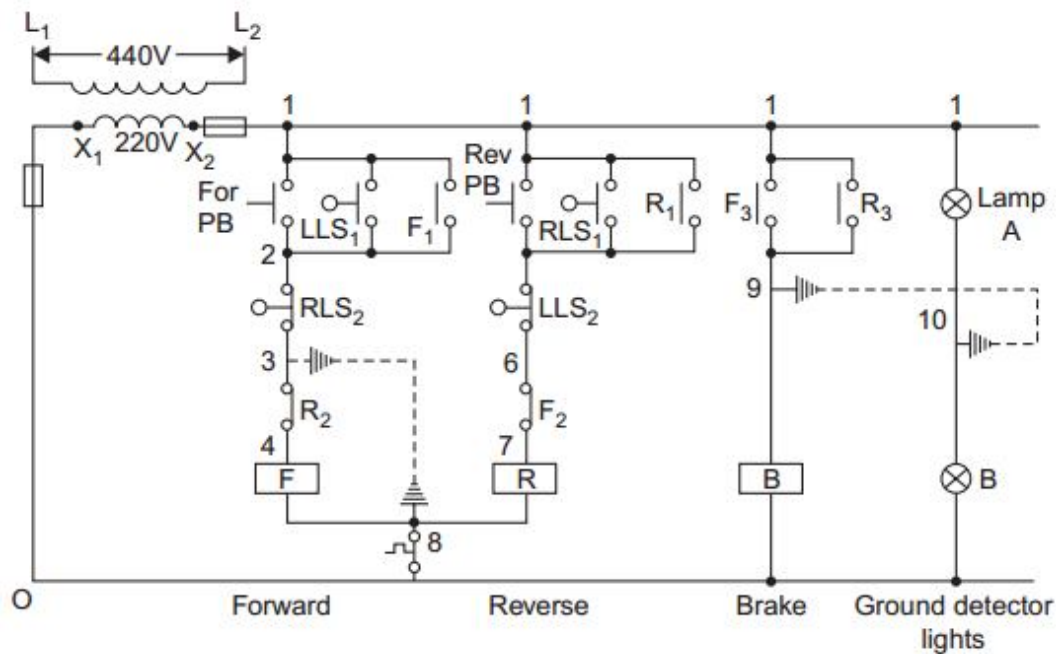 L1 L2
440V
220V
X1 X2
1 1 1 1
For PB
LLS1
F1
Rev PB
RLS1
R1
F3
R3
Lamp A
2
RLS2
LLS2
9
10
3
6
R2
F2
4
7
F
R
B
B
8
O
Forward
Reverse
Brake
Ground detector
lights